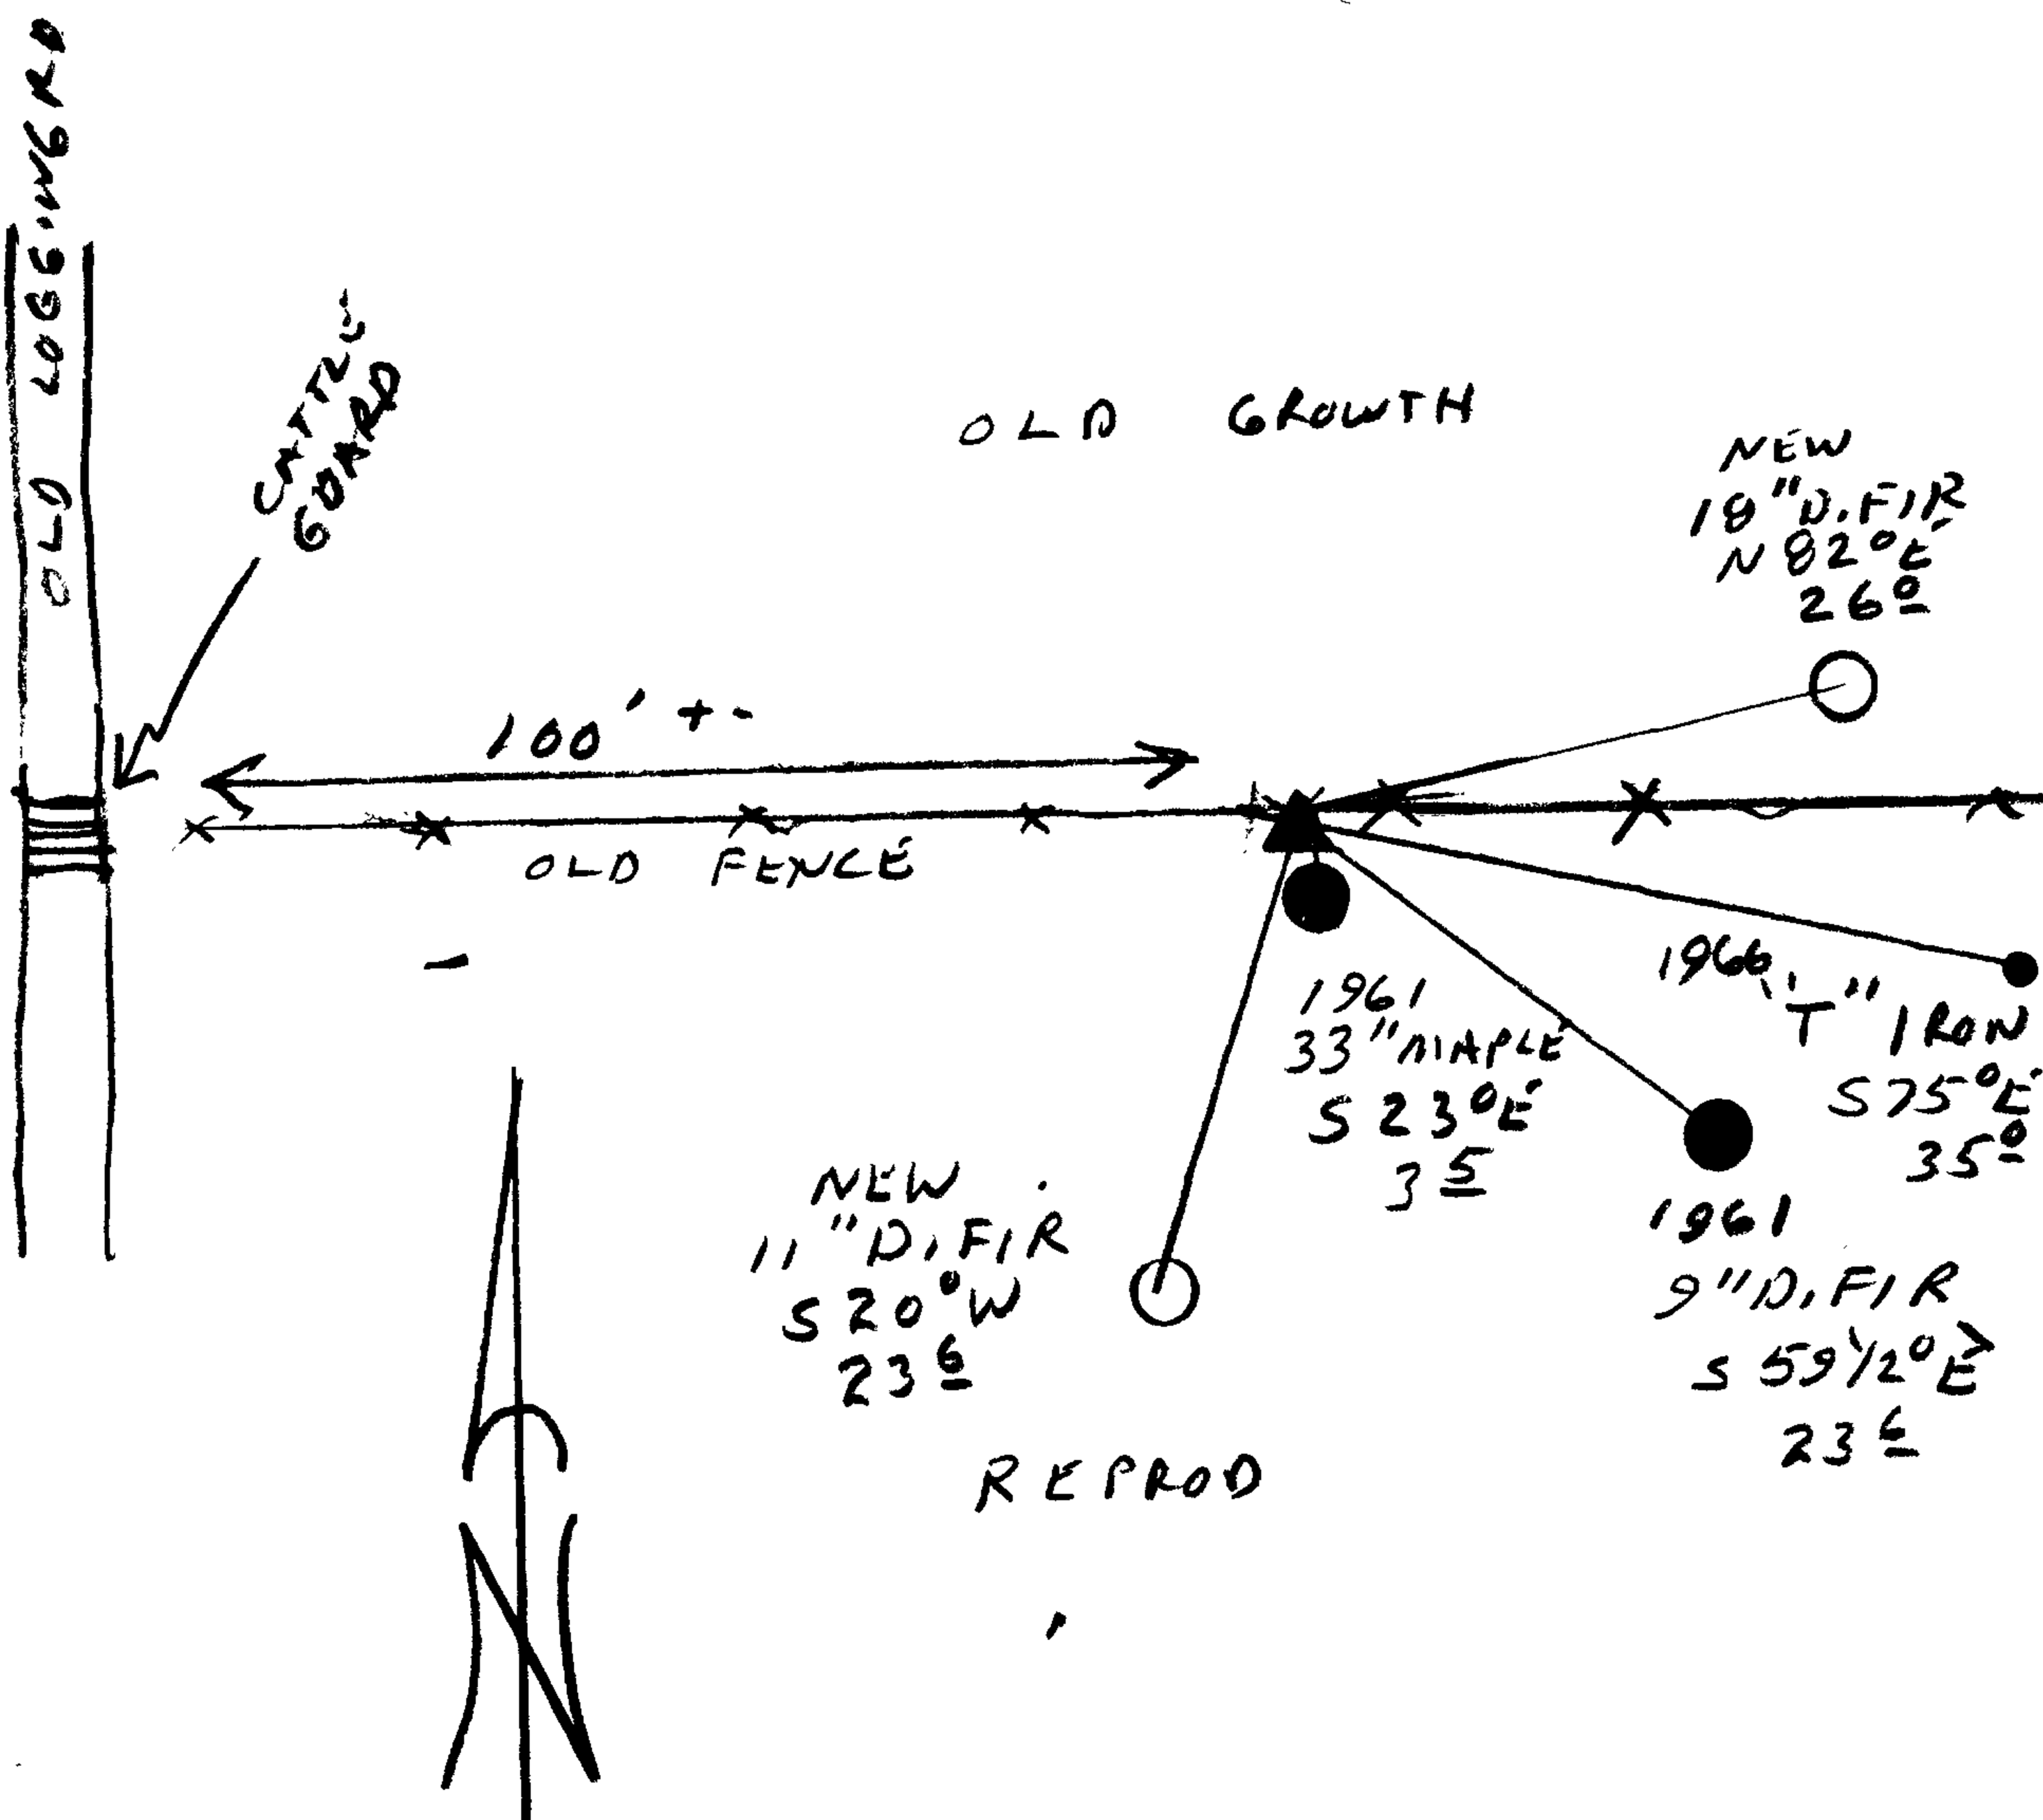 OLD LOGGING RD
CATTLE
GUARD
OLD GROWTH
NEW
18" D. FIR
N 82° E
26 0
100' + -
OLD FENCE
1966 "T" IRON
S 75° E
35 0
1961
33" MAPLE
S 23° E
3 5
1961
9" D. FIR
S 59 1/2° E
23 6
NEW
11" D. FIR
S 20° W
23 6
REPROD
N